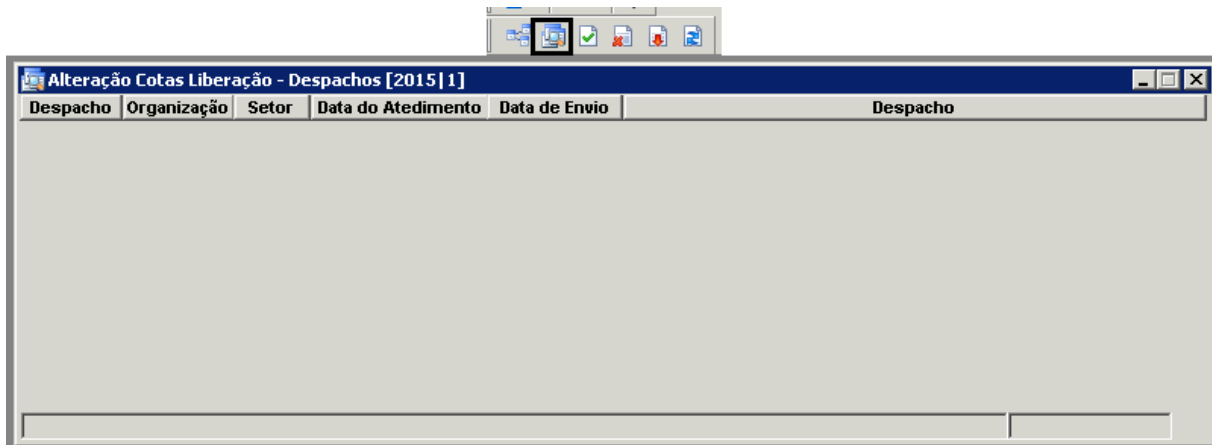 Alteração Cotas Liberação - Despachos [2015|1]
Despacho Organização Setor Data do Atedimento Data de Envio Despacho